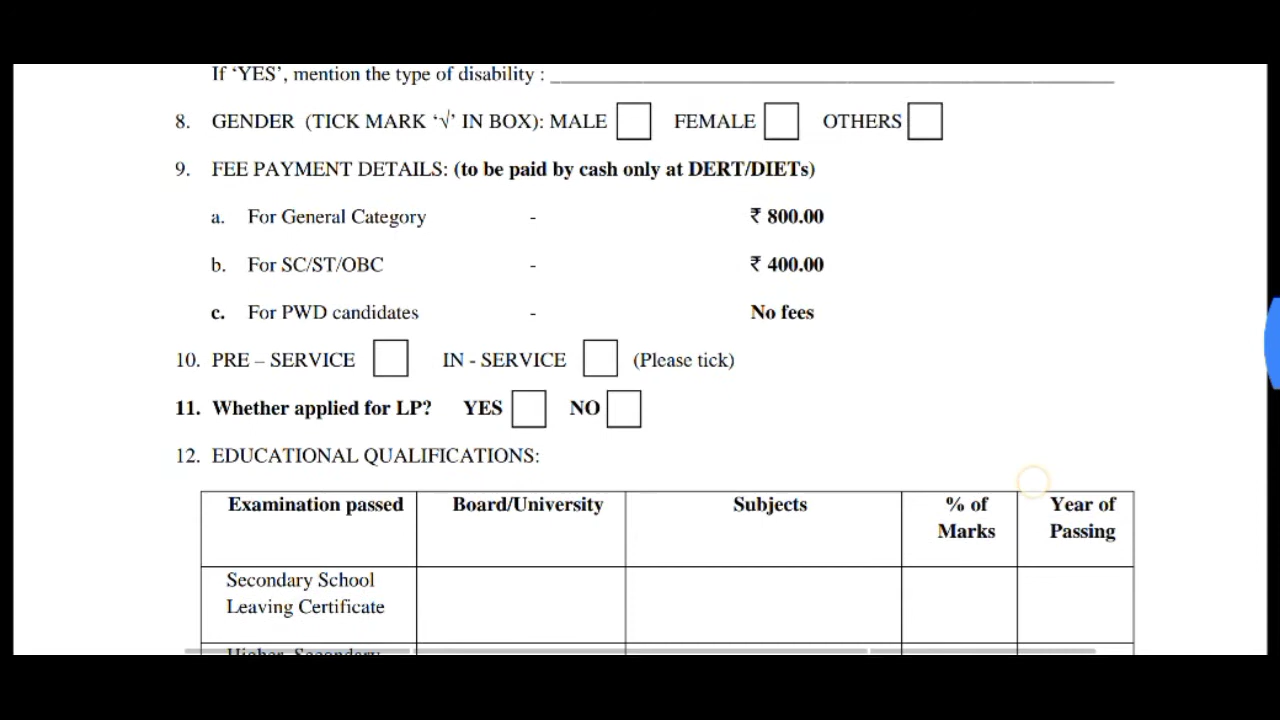 If ‘YES’, mention the type of disability : ____________________________________________________________
8. GENDER (TICK MARK ‘√’ IN BOX): MALE FEMALE OTHERS
9. FEE PAYMENT DETAILS: (to be paid by cash only at DERT/DIETs)
a. For General Category - ₹ 800.00
b. For SC/ST/OBC - ₹ 400.00
c. For PWD candidates - No fees
10. PRE – SERVICE IN - SERVICE (Please tick)
11. Whether applied for LP? YES NO
12. EDUCATIONAL QUALIFICATIONS:
Examination passed Board/University Subjects % of Marks Year of Passing
Secondary School
Leaving Certificate
Higher Secondary